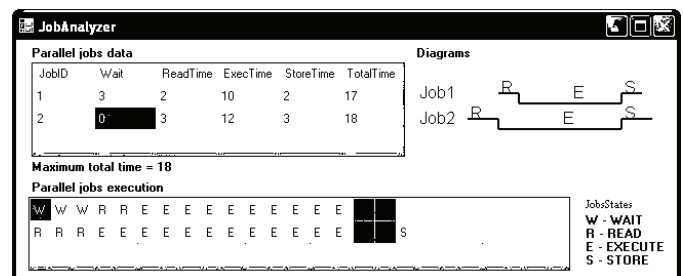 JobAnalyzer
Parallel jobs data
JobID Wait ReadTime ExecTime StoreTime TotalTime
1 3 2 10 2 17
2 0 3 12 3 18
Maximum total time = 18
Diagrams
Job1 R E S
Job2 R E S
Parallel jobs execution
W W W R R E E E E E E E E E E
R R R E E E E E E E E E E E E S
JobsStates
W - WAIT
R - READ
E - EXECUTE
S - STORE